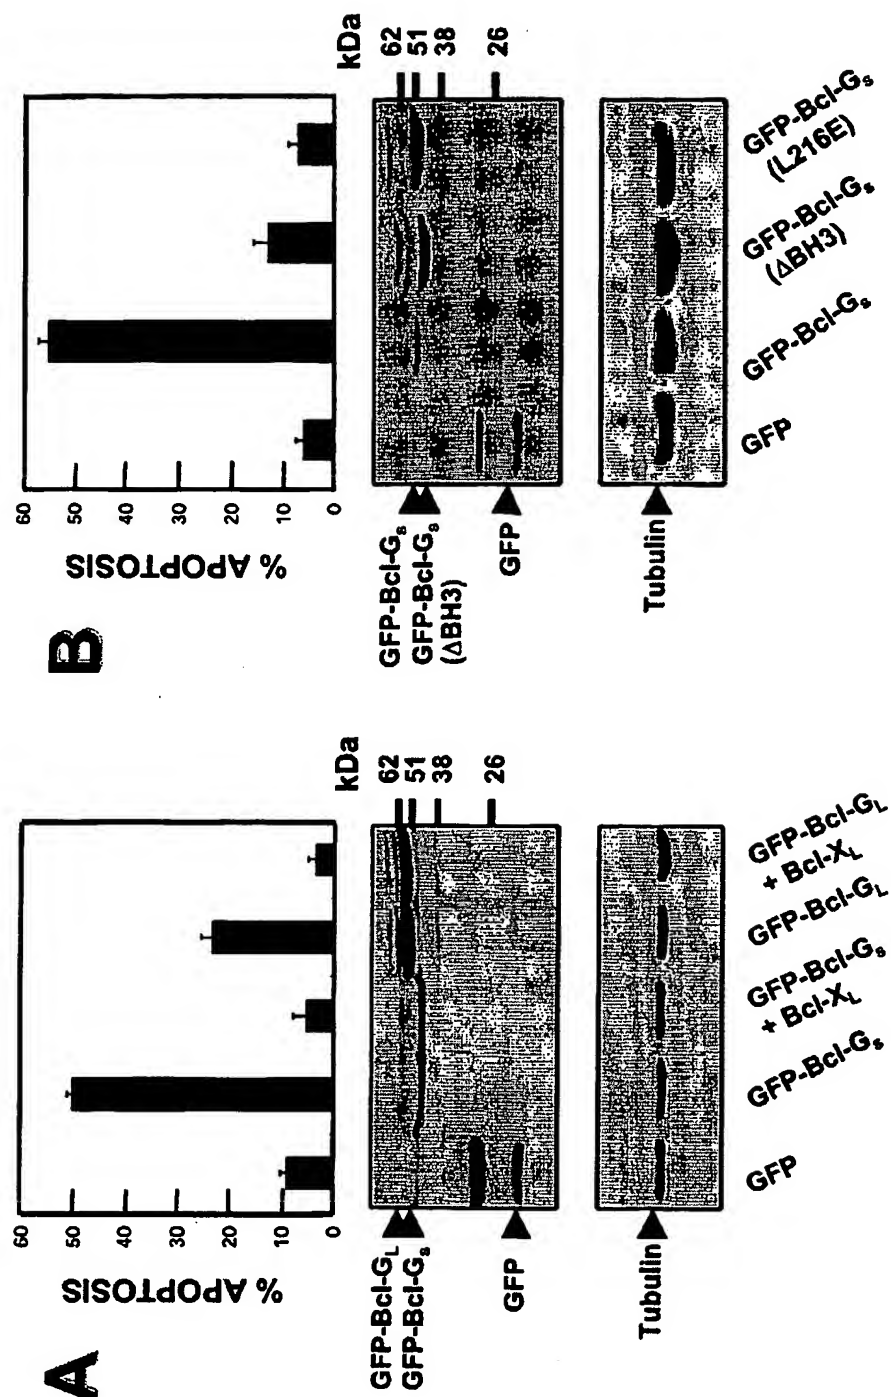 A
% APOPTOSIS
60
50
40
30
20
10
0
kDa
62
51
38
26
GFP-Bcl-GL
GFP-Bcl-Gs
GFP
Tubulin
GFP
GFP-Bcl-Gs
GFP-Bcl-Gs
+ Bcl-XL
GFP-Bcl-GL
GFP-Bcl-GL
+ Bcl-XL
B
% APOPTOSIS
60
50
40
30
20
10
0
kDa
62
51
38
26
GFP-Bcl-Gs
GFP-Bcl-Gs
(ΔBH3)
GFP
Tubulin
GFP
GFP-Bcl-Gs
GFP-Bcl-Gs
(ΔBH3)
GFP-Bcl-Gs
(L216E)